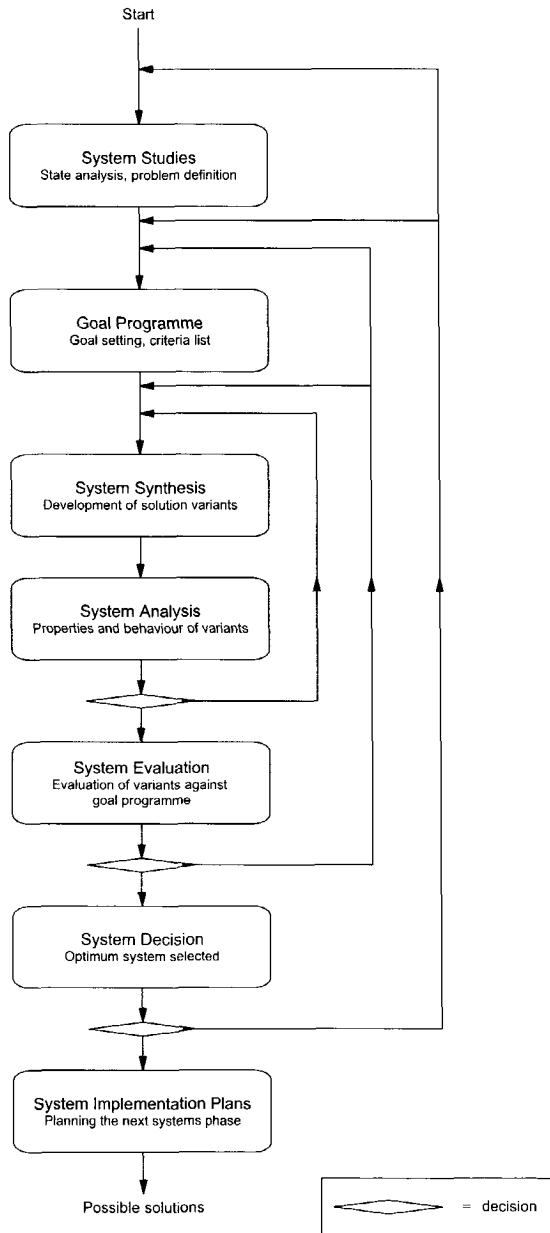 Start
System Studies
State analysis, problem definition
Goal Programme
Goal setting, criteria list
System Synthesis
Development of solution variants
System Analysis
Properties and behaviour of variants
System Evaluation
Evaluation of variants against
goal programme
System Decision
Optimum system selected
System Implementation Plans
Planning the next systems phase
Possible solutions
= decision